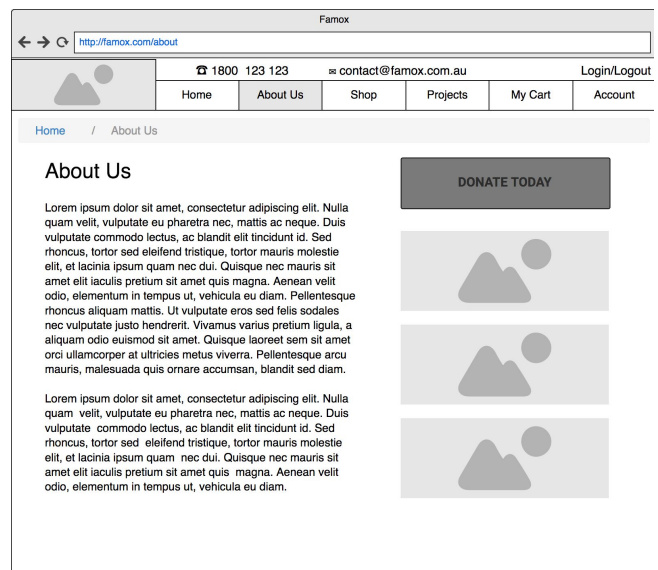 Famox
http://famox.com/about
☎ 1800 123 123 ✉ contact@famox.com.au Login/Logout
Home About Us Shop Projects My Cart Account
Home / About Us
About Us
DONATE TODAY
Lorem ipsum dolor sit amet, consectetur adipiscing elit. Nulla
quam velit, vulputate eu pharetra nec, mattis ac neque. Duis
vulputate commodo lectus, ac blandit elit tincidunt id. Sed
rhoncus, tortor sed eleifend tristique, tortor mauris molestie
elit, et lacinia ipsum quam nec dui. Quisque nec mauris sit
amet elit iaculis pretium sit amet quis magna. Aenean velit
odio, elementum in tempus ut, vehicula eu diam. Pellentesque
rhoncus aliquam mattis. Ut vulputate eros sed felis sodales
nec vulputate justo hendrerit. Vivamus varius pretium ligula, a
aliquam odio euismod sit amet. Quisque laoreet sem sit amet
orci ullamcorper at ultricies metus viverra. Pellentesque arcu
mauris, malesuada quis ornare accumsan, blandit sed diam.
Lorem ipsum dolor sit amet, consectetur adipiscing elit. Nulla
quam velit, vulputate eu pharetra nec, mattis ac neque. Duis
vulputate commodo lectus, ac blandit elit tincidunt id. Sed
rhoncus, tortor sed eleifend tristique, tortor mauris molestie
elit, et lacinia ipsum quam nec dui. Quisque nec mauris sit
amet elit iaculis pretium sit amet quis magna. Aenean velit
odio, elementum in tempus ut, vehicula eu diam.